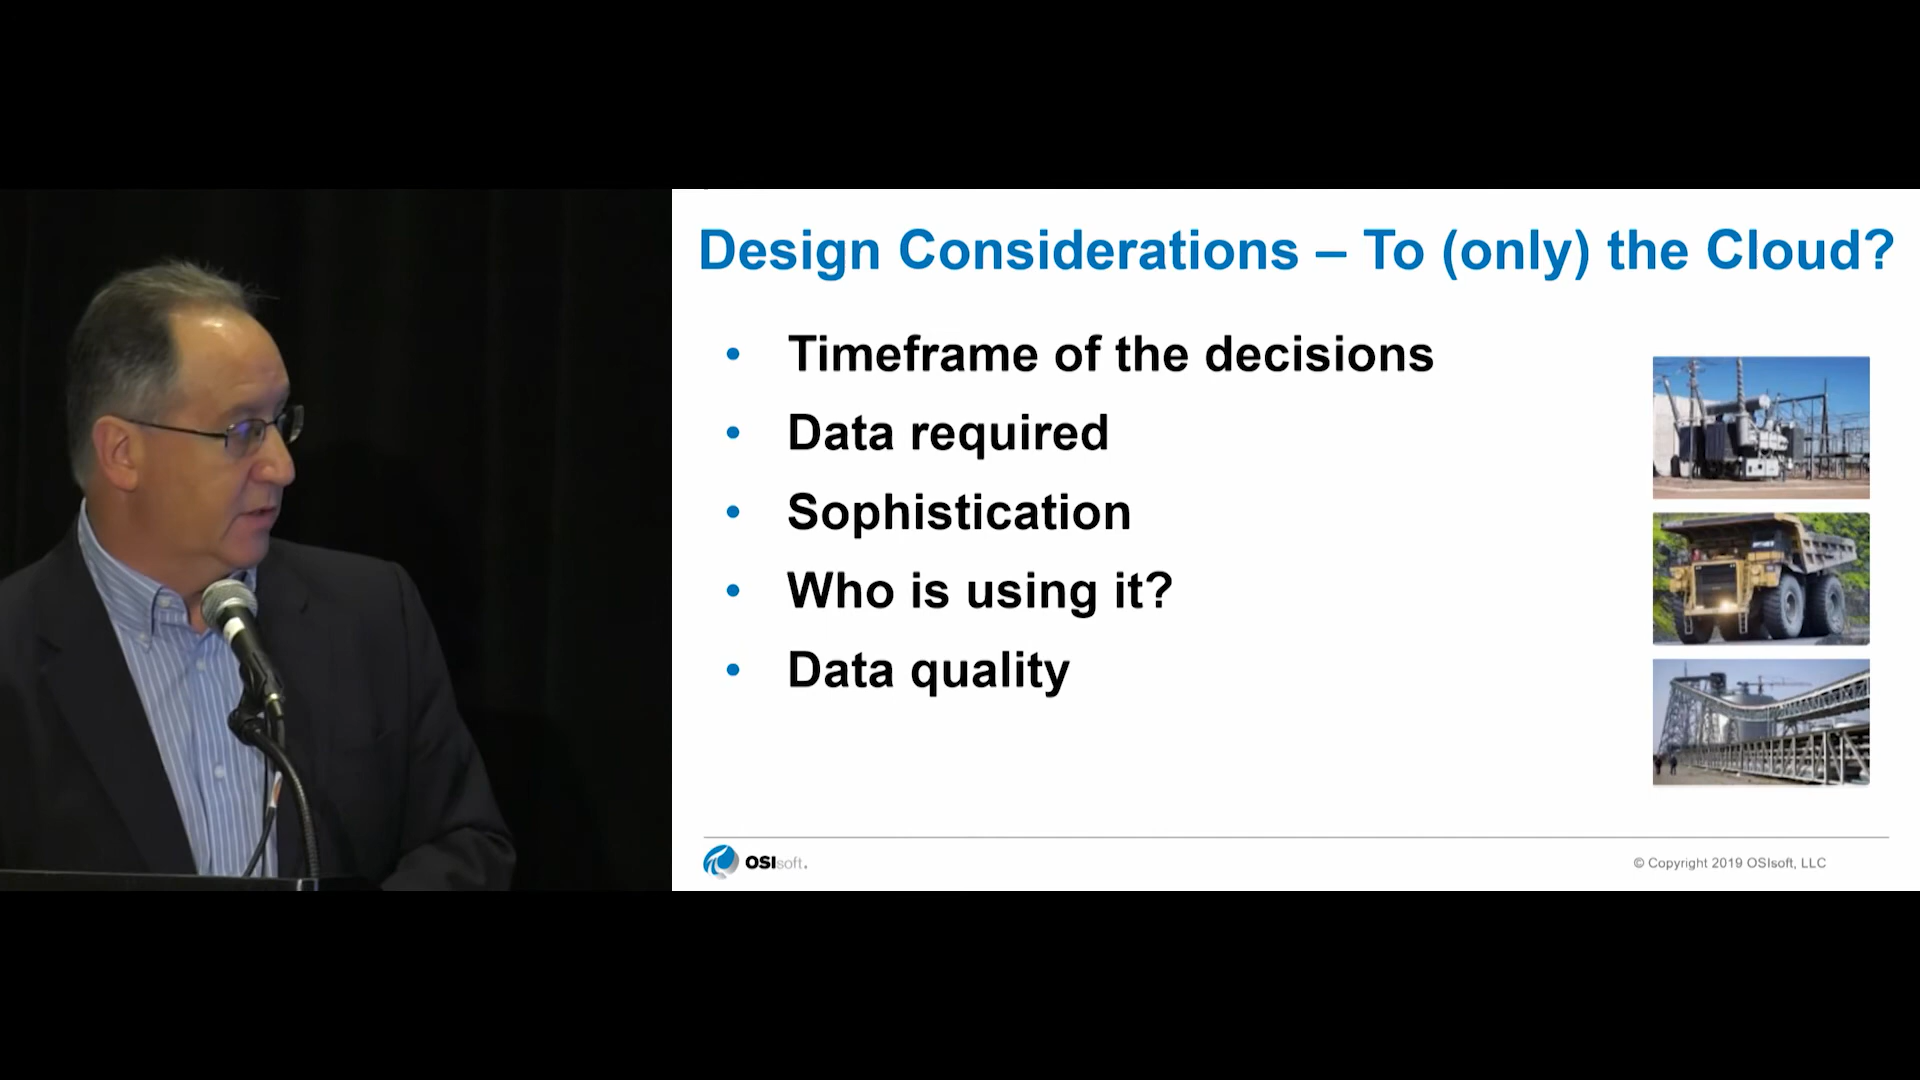 Design Considerations – To (only) the Cloud?
• Timeframe of the decisions
• Data required
• Sophistication
• Who is using it?
• Data quality
OSIsoft.
© Copyright 2019 OSIsoft, LLC